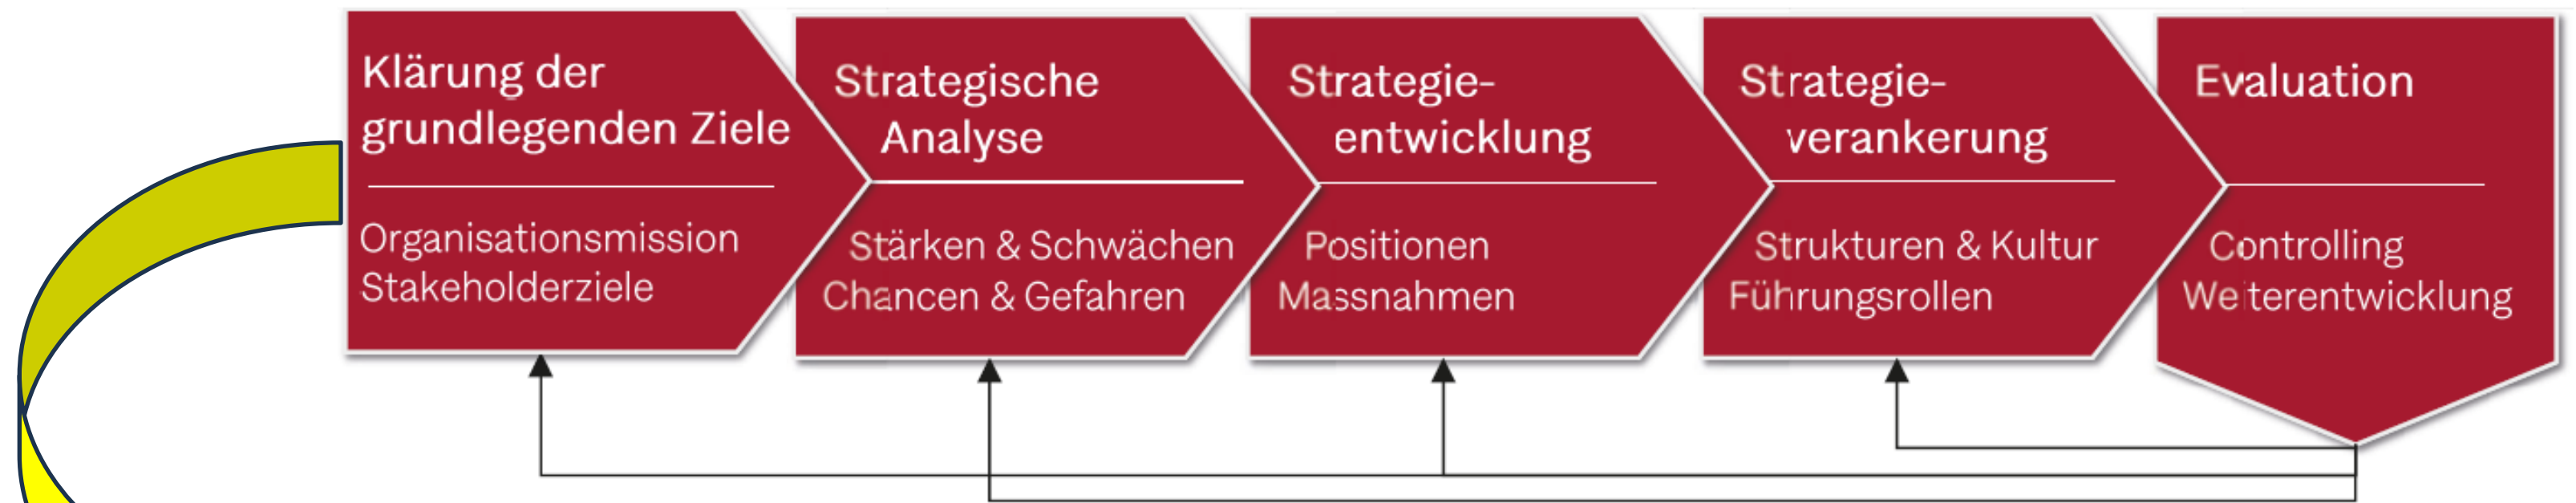 Klärung der
grundlegenden Ziele
Organisationsmission
Stakeholderziele
Strategische
Analyse
Stärken & Schwächen
Chancen & Gefahren
Strategie-
entwicklung
Positionen
Massnahmen
Strategie-
verankerung
Strukturen & Kultur
Führungsrollen
Evaluation
Controlling
Weiterentwicklung